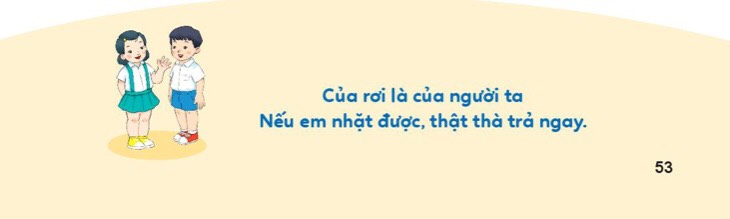 Của rơi là của người ta
Nếu em nhặt được, thật thà trả ngay.
53